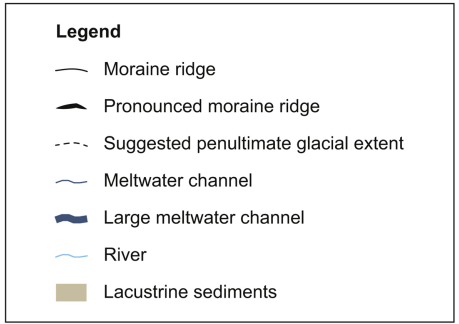 Legend
Moraine ridge
Pronounced moraine ridge
Suggested penultimate glacial extent
Meltwater channel
Large meltwater channel
River
Lacustrine sediments